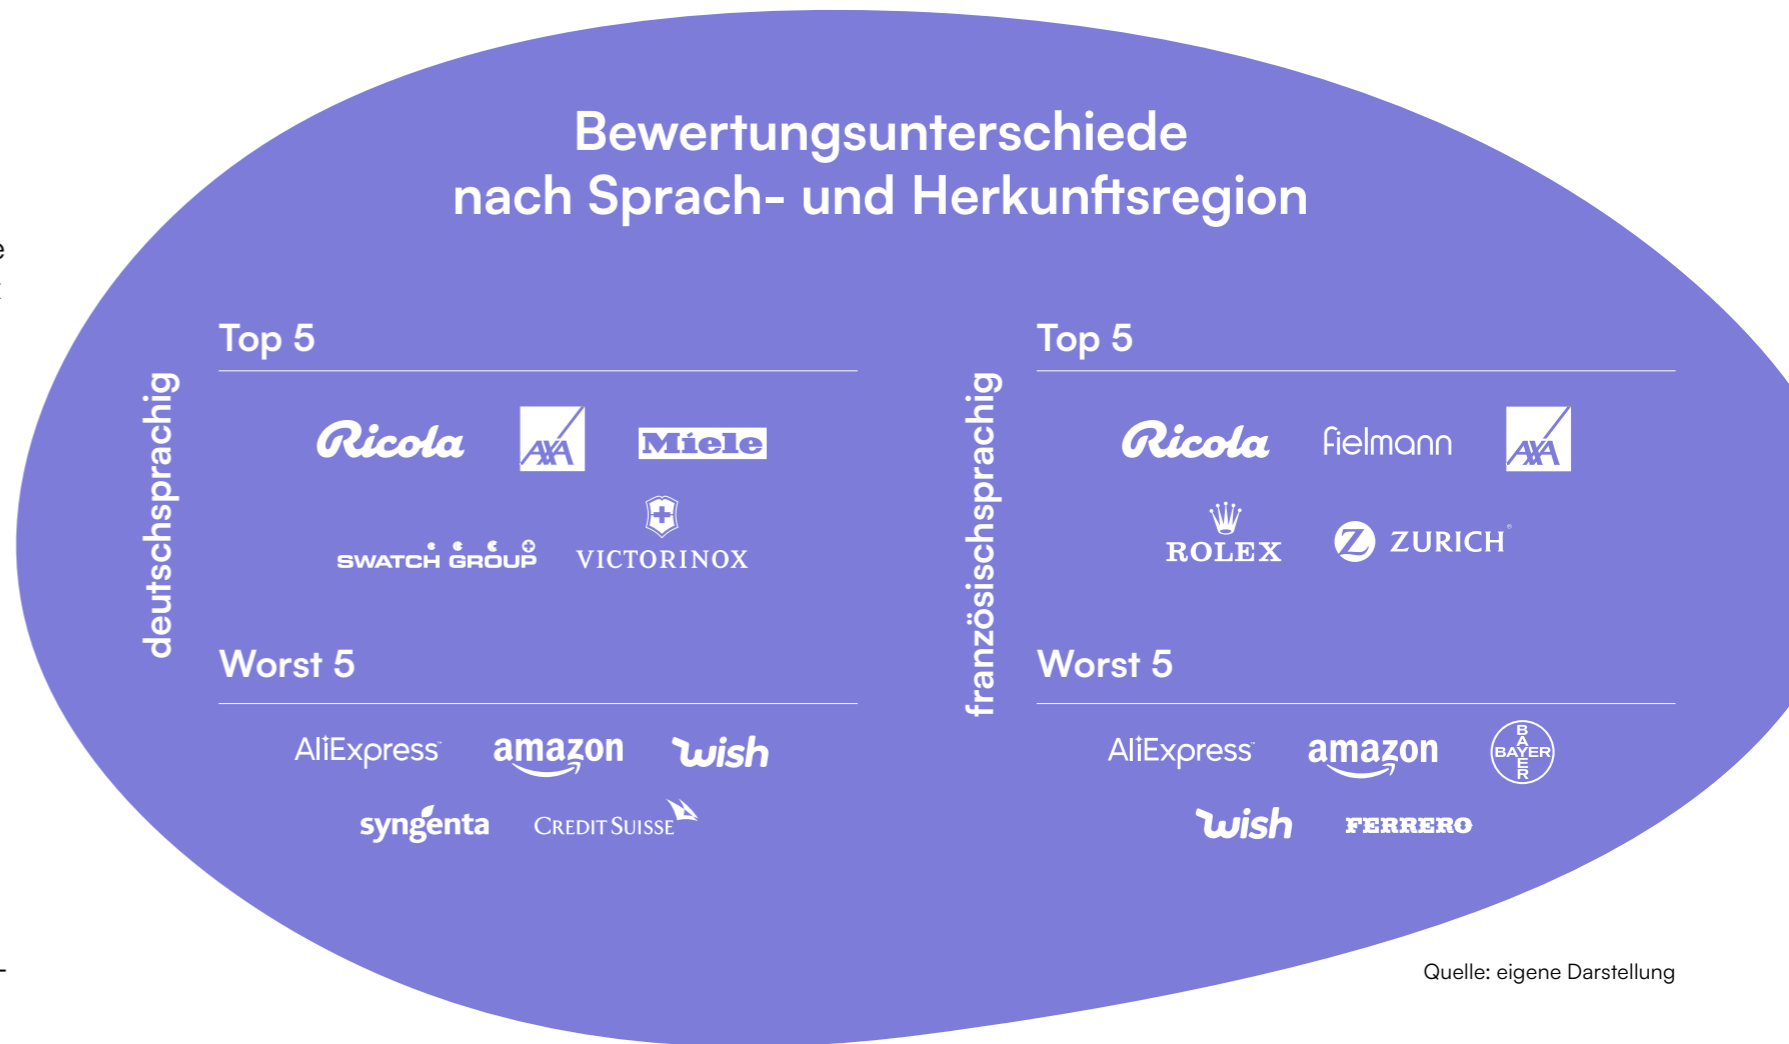 Bewertungsunterschiede
nach Sprach- und Herkunftsregion
deutschsprachig
Top 5
Ricola AXA Miele
SWATCH GROUP VICTORINOX
Worst 5
AliExpress amazon wish
syngenta CREDIT SUISSE
französischsprachig
Top 5
Ricola fielmann AXA
ROLEX Z ZURICH®
Worst 5
AliExpress amazon BAYER BAYER
wish FERRERO
Quelle: eigene Darstellung